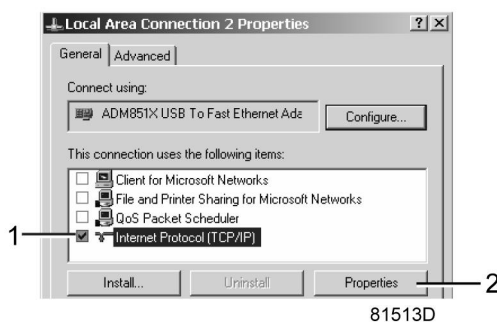 Local Area Connection 2 Properties
General Advanced
Connect using:
ADM851X USB To Fast Ethernet Ada
Configure...
This connection uses the following items:
Client for Microsoft Networks
File and Printer Sharing for Microsoft Networks
QoS Packet Scheduler
1 Internet Protocol (TCP/IP)
Install... Uninstall Properties 2
81513D